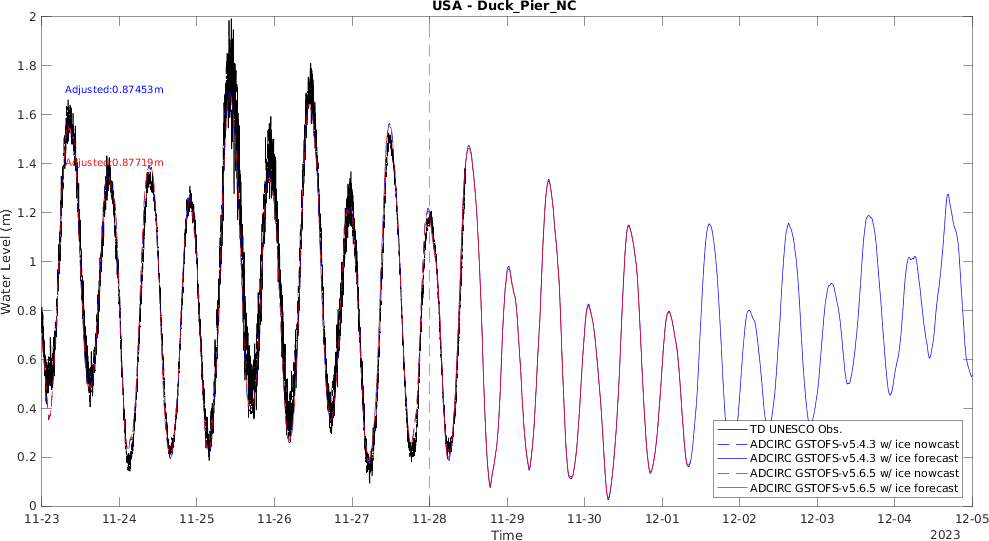 USA - Duck_Pier_NC
2
1.8
1.6
1.4
1.2
1
0.8
0.6
0.4
0.2
0
Water Level (m)
Adjusted:0.87453m
Adjusted:0.87719m
TD UNESCO Obs.
ADCIRC GSTOFS-v5.4.3 w/ ice nowcast
ADCIRC GSTOFS-v5.4.3 w/ ice forecast
ADCIRC GSTOFS-v5.6.5 w/ ice nowcast
ADCIRC GSTOFS-v5.6.5 w/ ice forecast
11-23 11-24 11-25 11-26 11-27 11-28 11-29 11-30 12-01 12-02 12-03 12-04 12-05
Time
2023